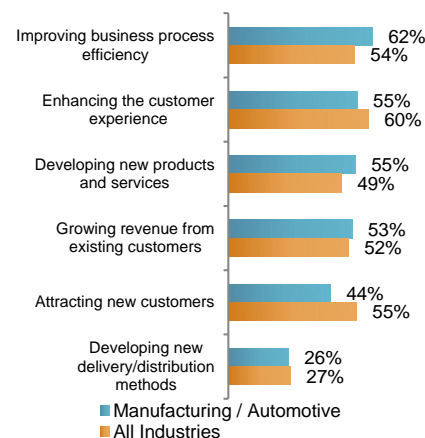 Improving business process
efficiency
62%
54%
Enhancing the customer
experience
55%
60%
Developing new products
and services
55%
49%
Growing revenue from
existing customers
53%
52%
Attracting new customers
44%
55%
Developing new
delivery/distribution
methods
26%
27%
Manufacturing / Automotive
All Industries